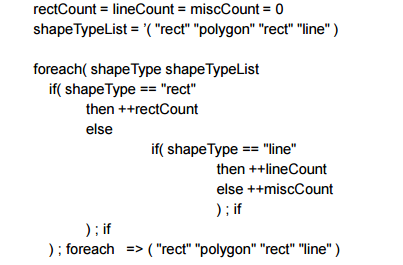 rectCount = lineCount = miscCount = 0
shapeTypeList = '( "rect" "polygon" "rect" "line" )
foreach( shapeType shapeTypeList
if( shapeType == "rect"
then ++rectCount
else
if( shapeType == "line"
then ++lineCount
else ++miscCount
) ; if
) ; if
) ; foreach => ( "rect" "polygon" "rect" "line" )